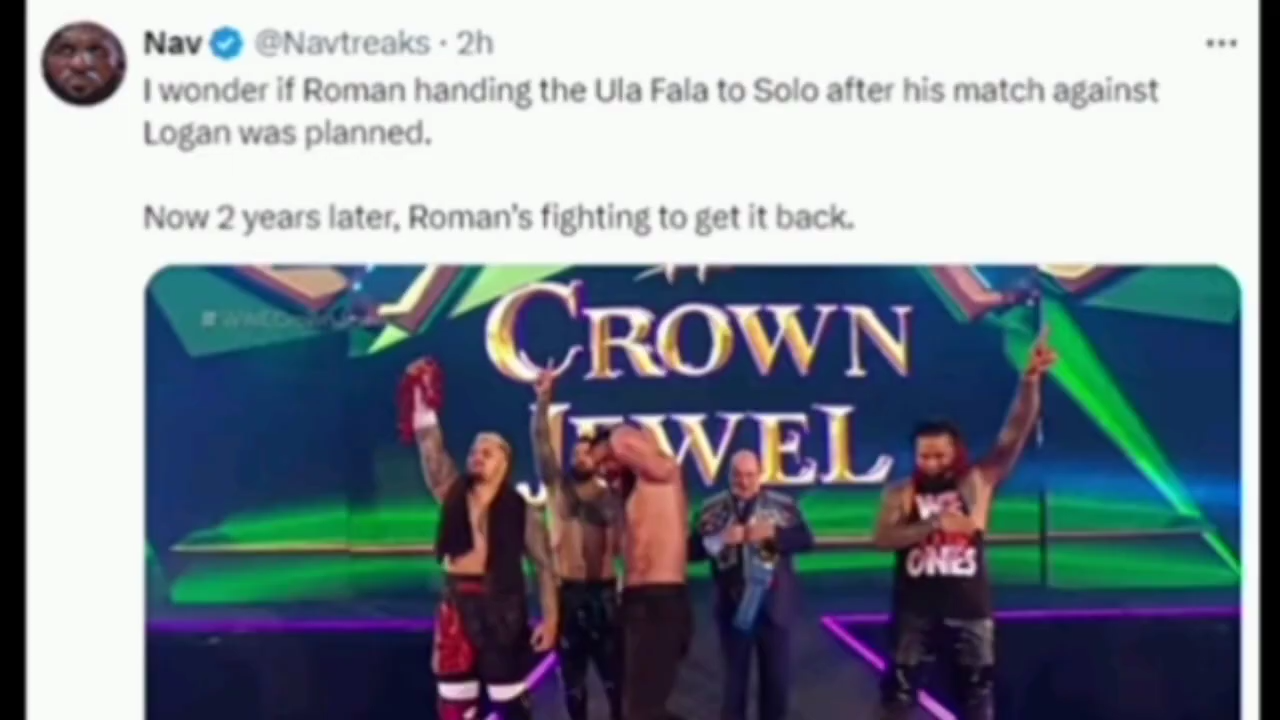 Nav @Navtreaks · 2h
I wonder if Roman handing the Ula Fala to Solo after his match against
Logan was planned.
Now 2 years later, Roman's fighting to get it back.
CROWN
JEWEL
ONES